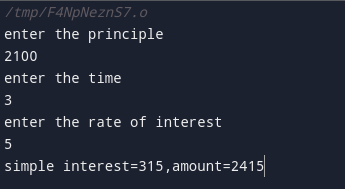 /tmp/F4NpNeznS7.o
enter the principle
2100
enter the time
3
enter the rate of interest
5
simple interest=315,amount=2415